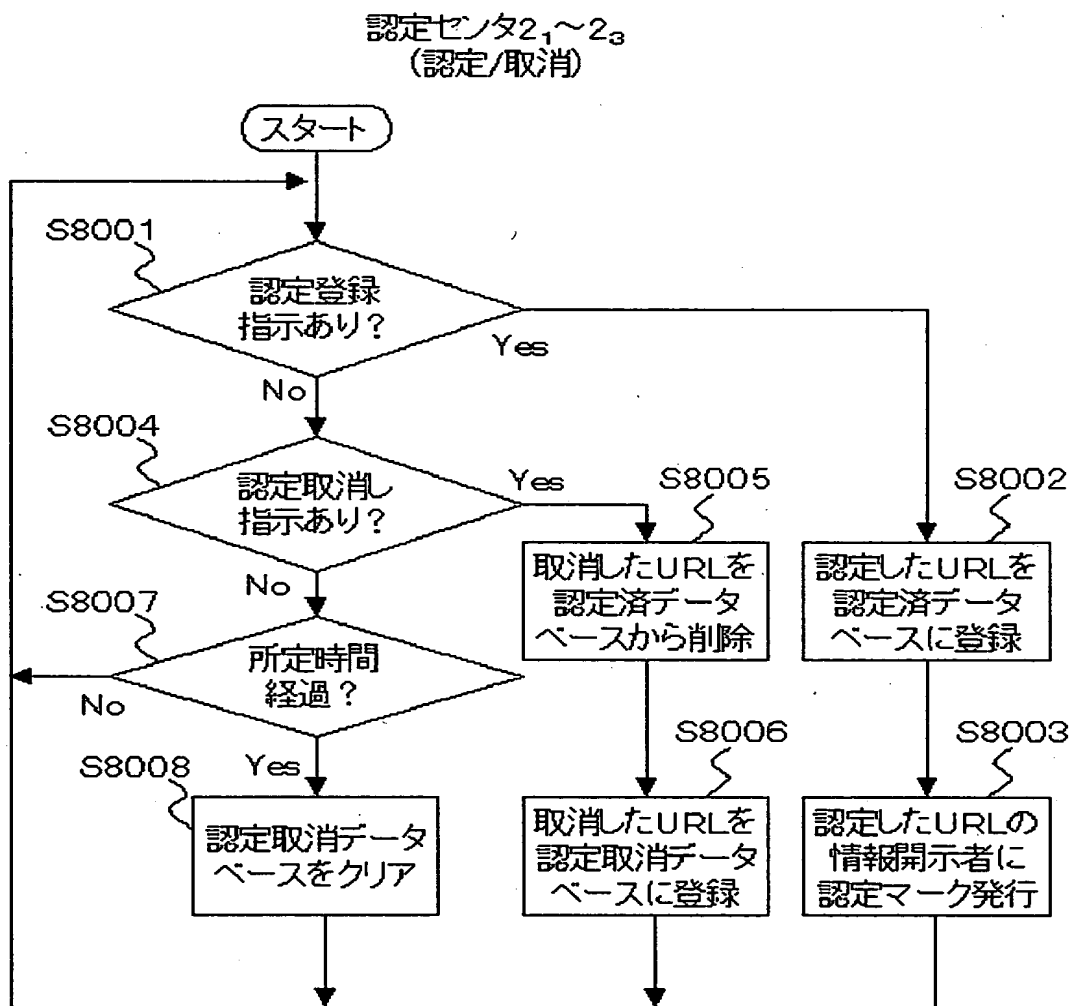 認定センタ2₁～2₃
(認定/取消)
スタート
S8001
認定登録
指示あり？
Yes
No
S8004
認定取消し
指示あり？
Yes
No
S8005
取消したURLを
認定済データ
ベースから削除
S8002
認定したURLを
認定済データ
ベースに登録
S8007
所定時間
経過？
No
Yes
S8008
認定取消データ
ベースをクリア
S8006
取消したURLを
認定取消データ
ベースに登録
S8003
認定したURLの
情報開示者に
認定マーク発行